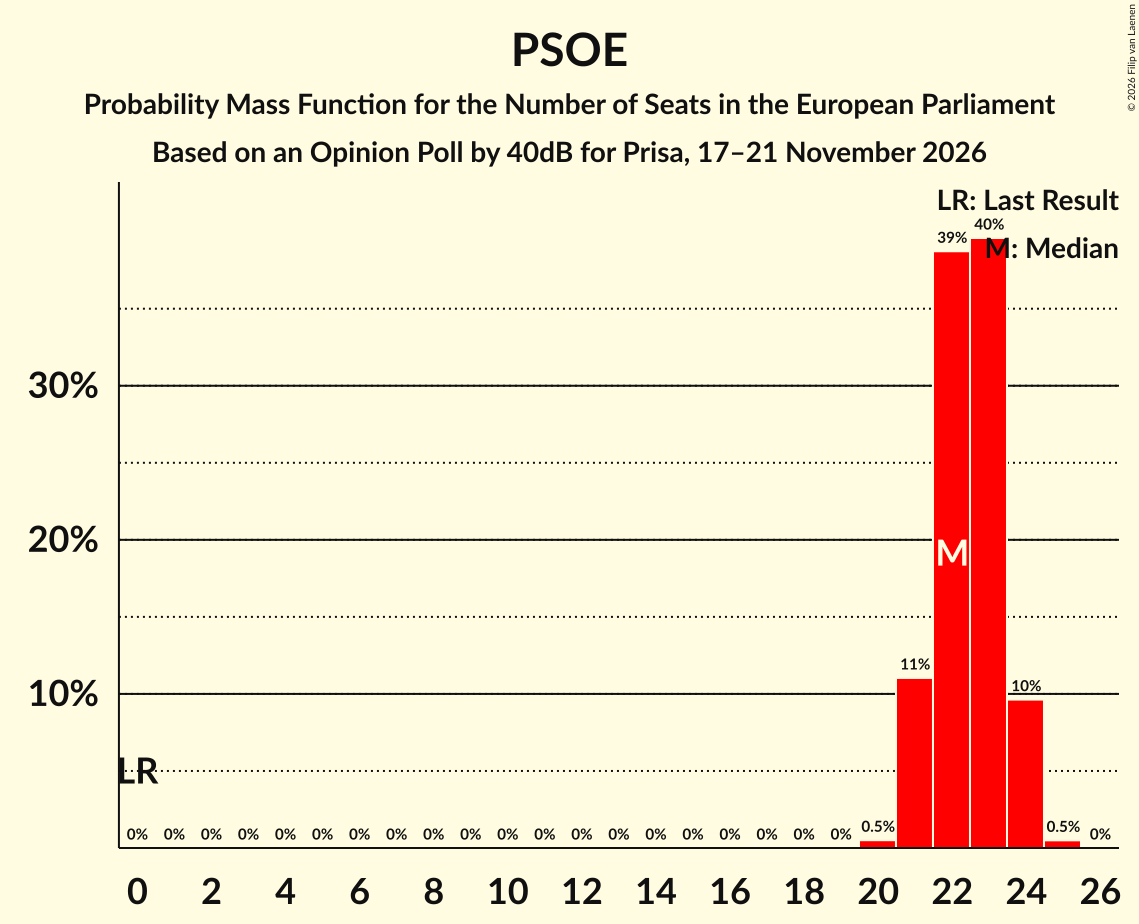 PSOE
Probability Mass Function for the Number of Seats in the European Parliament
Based on an Opinion Poll by 40dB for Prisa, 17–21 November 2026
© 2026 Filip van Laenen
LR: Last Result
M: Median
40%
39%
30%
20%
M
11%
10%
10%
LR
0% 0% 0% 0% 0% 0% 0% 0% 0% 0% 0% 0% 0% 0% 0% 0% 0% 0% 0% 0% 0.5% 0.5% 0%
0 2 4 6 8 10 12 14 16 18 20 22 24 26